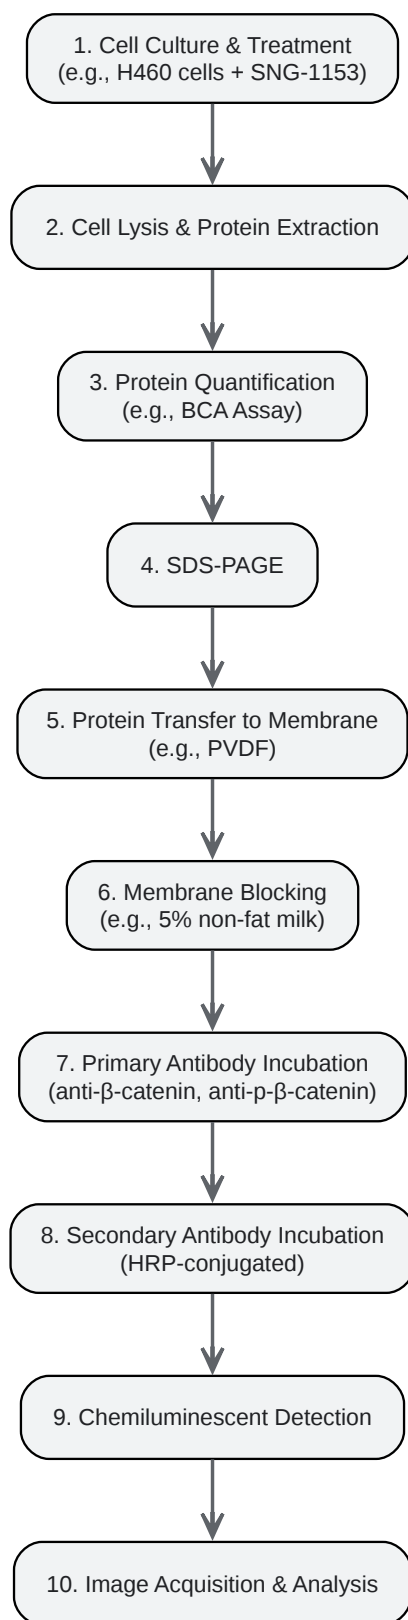 1. Cell Culture & Treatment
(e.g., H460 cells + SNG-1153)
2. Cell Lysis & Protein Extraction
3. Protein Quantification
(e.g., BCA Assay)
4. SDS-PAGE
5. Protein Transfer to Membrane
(e.g., PVDF)
6. Membrane Blocking
(e.g., 5% non-fat milk)
7. Primary Antibody Incubation
(anti-β-catenin, anti-p-β-catenin)
8. Secondary Antibody Incubation
(HRP-conjugated)
9. Chemiluminescent Detection
10. Image Acquisition & Analysis